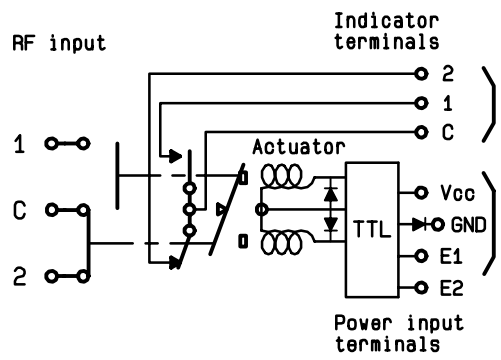 Indicator
terminals
RF input
2
1
C
Actuator
1
C
2
TTL
Vcc
GND
E1
E2
Power input
terminals